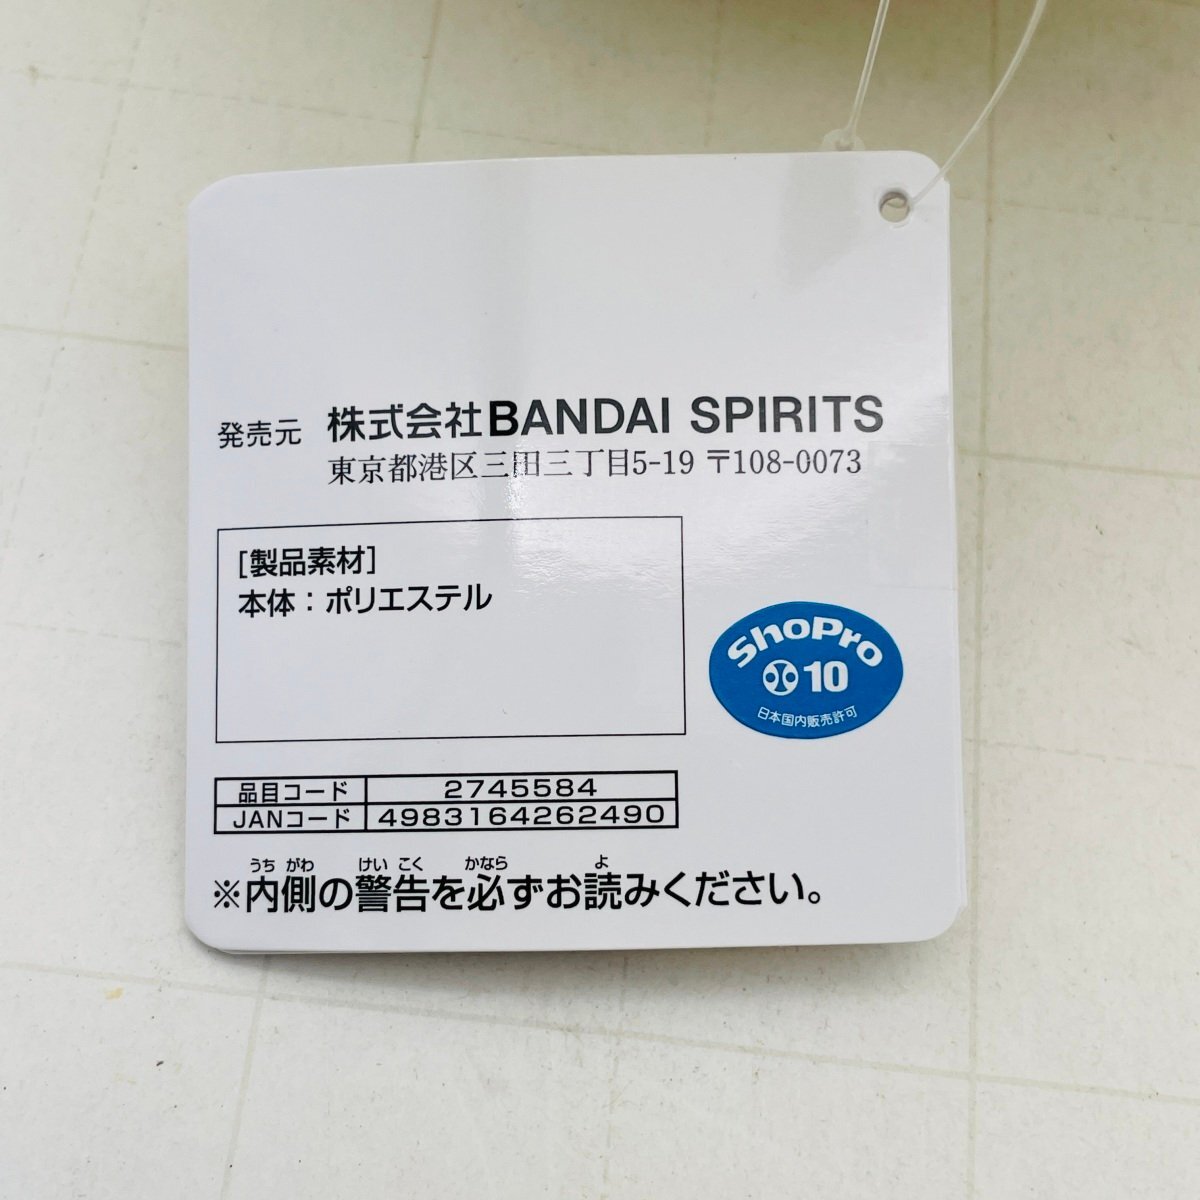 発売元 株式会社BANDAI SPIRITS
東京都港区三田三丁目5-19 〒108-0073
[製品素材]
本体：ポリエステル
ShoPro
10
日本国内販売許可
品目コード 2745584
JANコード 4983164262490
うち がわ けい こく かなら よ
※内側の警告を必ずお読みください。